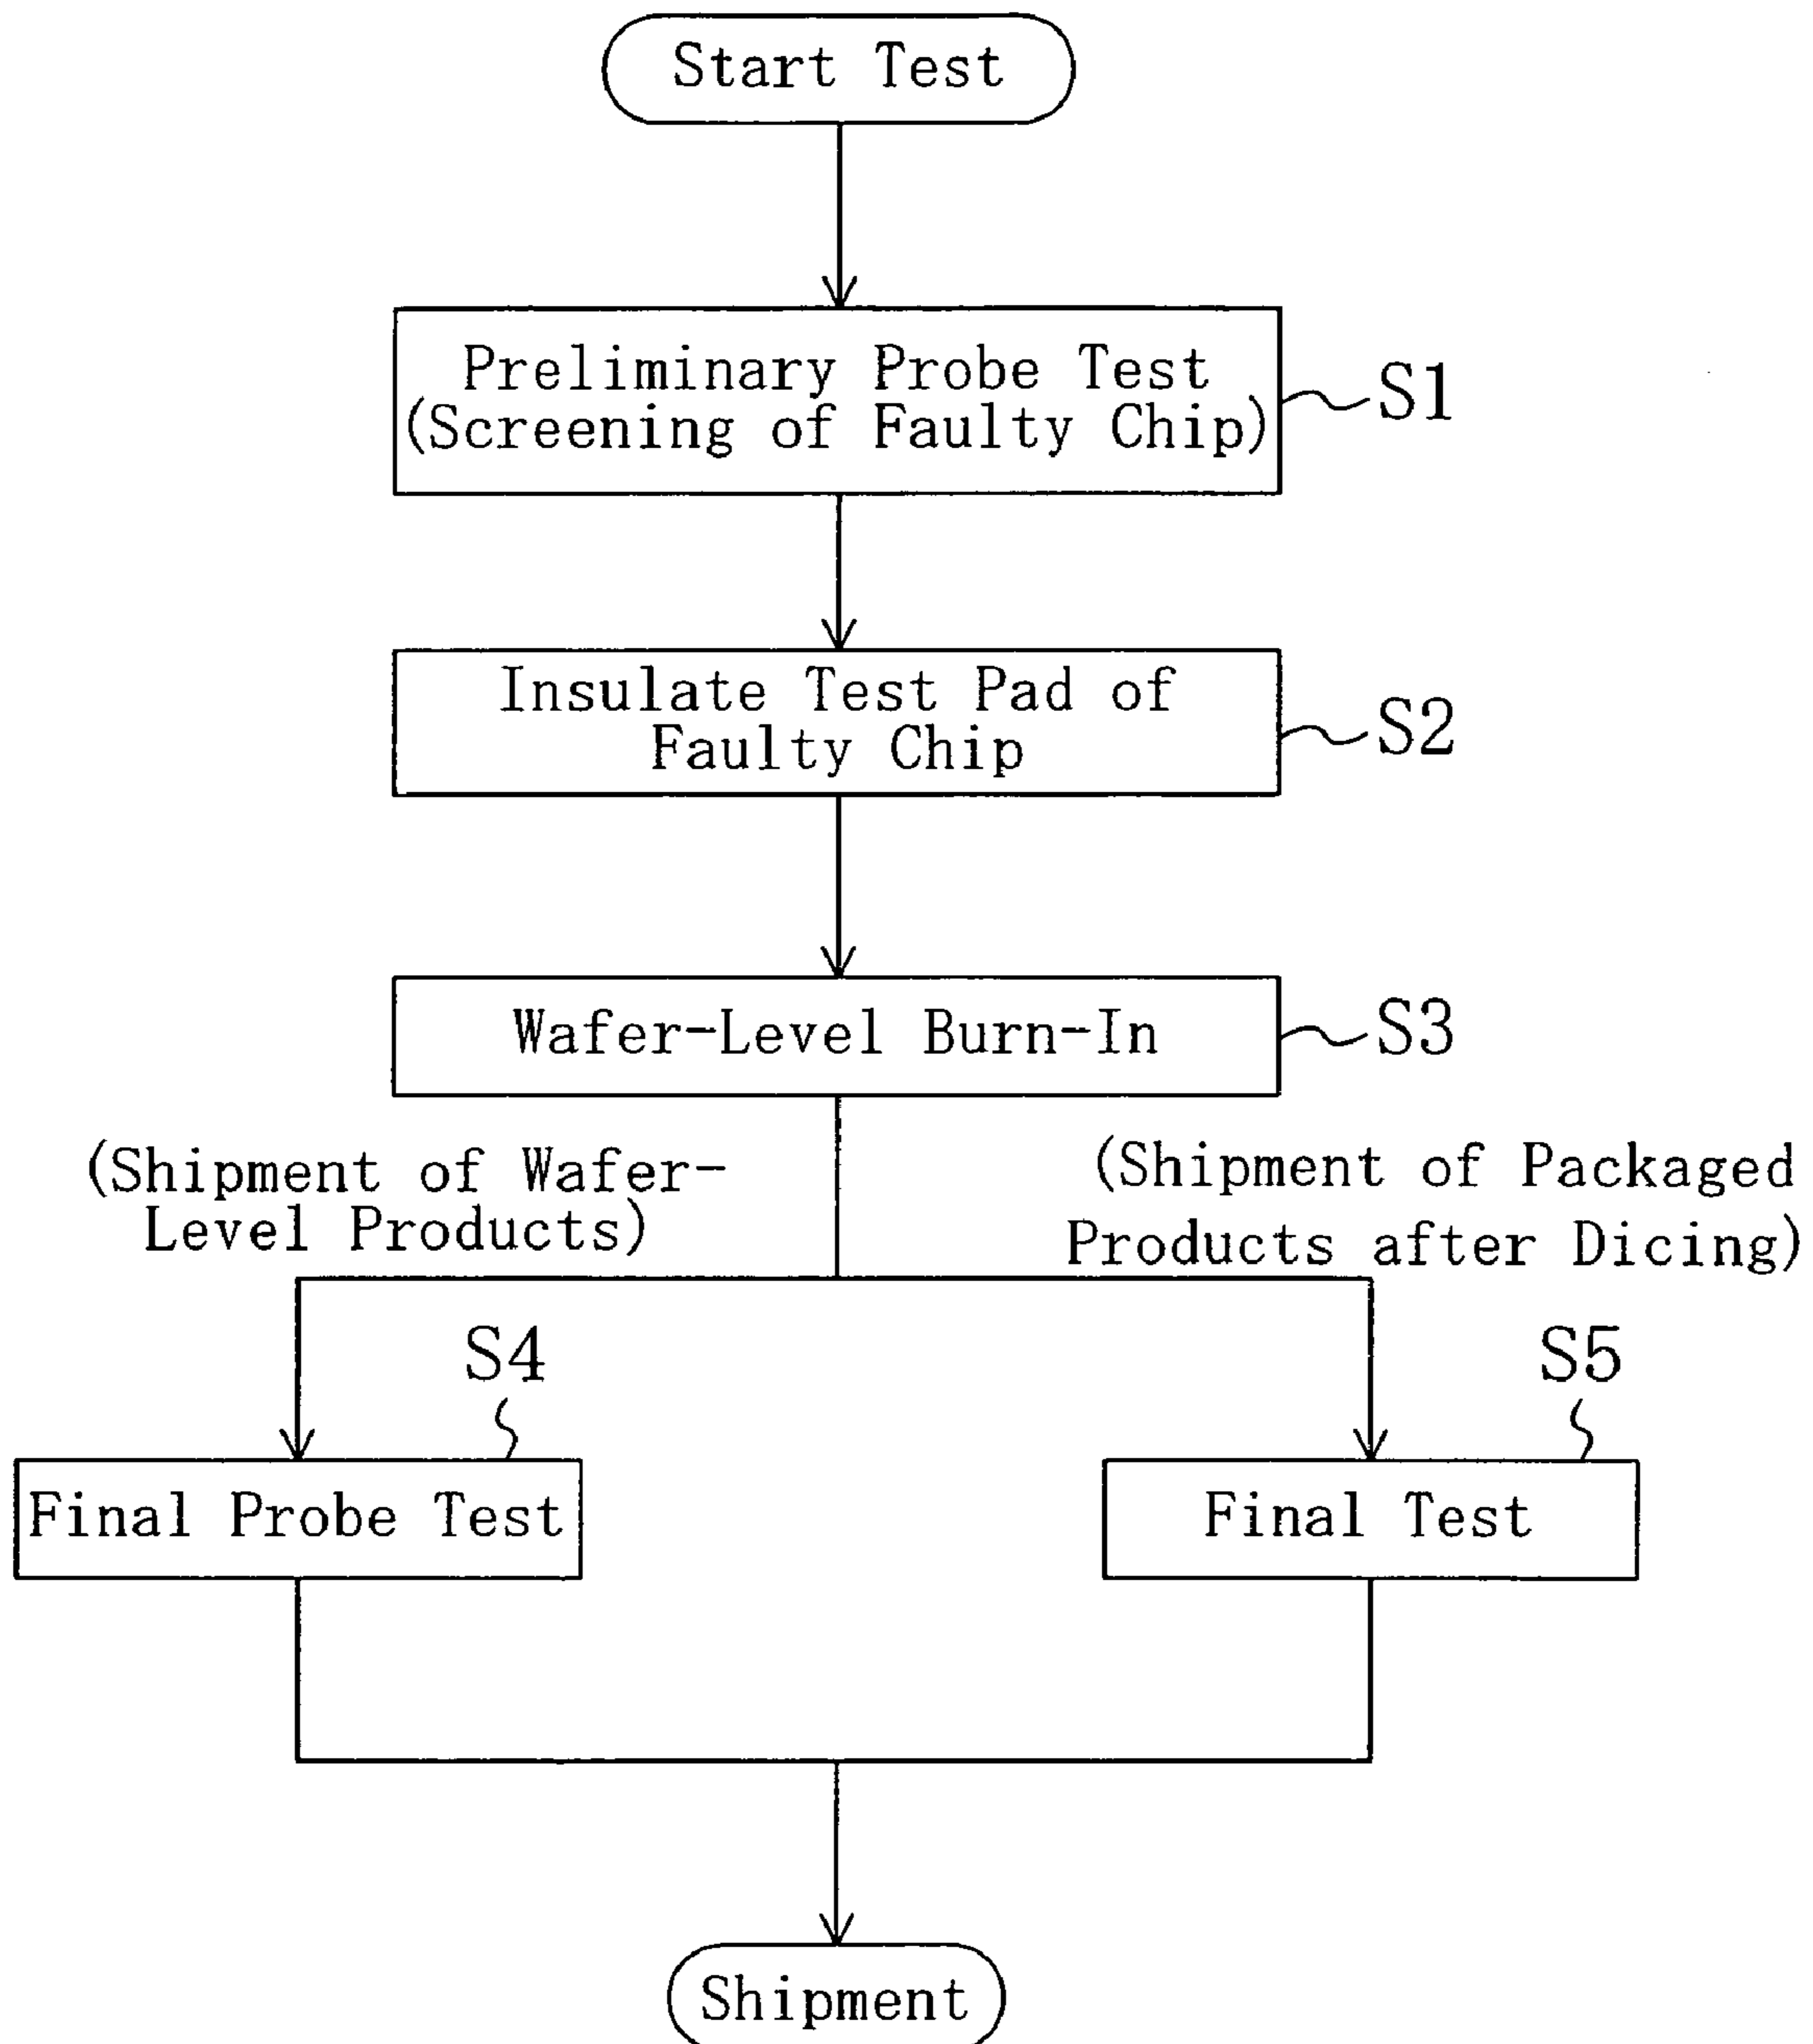 Start Test
Preliminary Probe Test
(Screening of Faulty Chip)
S1
Insulate Test Pad of
Faulty Chip
S2
Wafer-Level Burn-In
S3
(Shipment of Wafer-
Level Products)
(Shipment of Packaged
Products after Dicing)
S4
S5
Final Probe Test
Final Test
Shipment